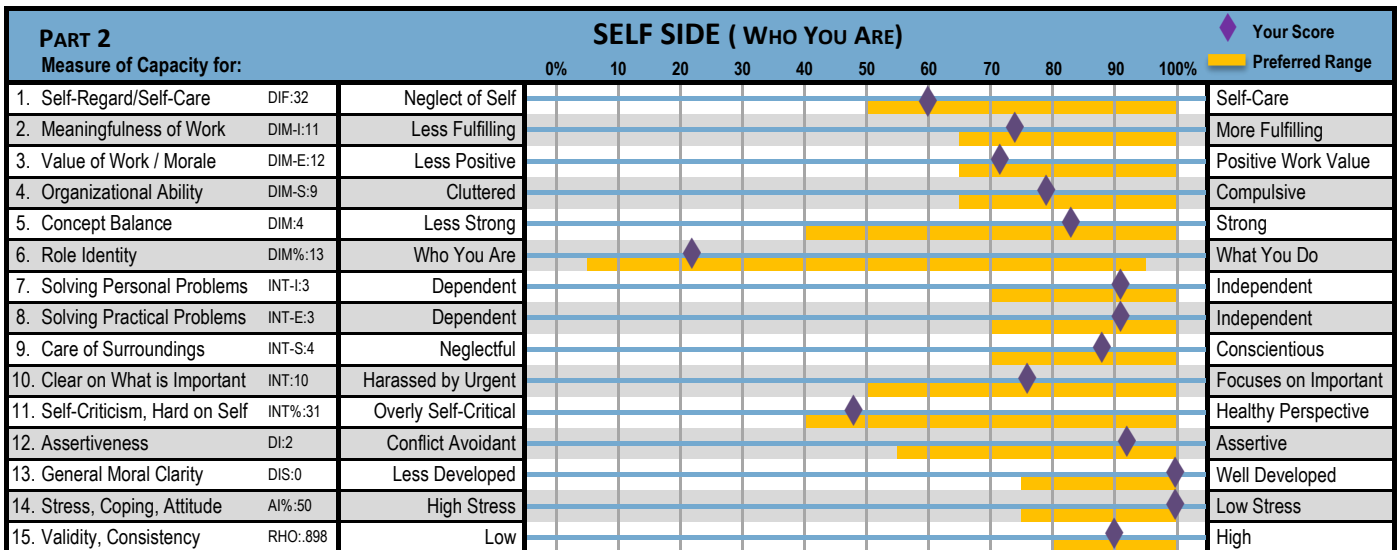 PART 2 SELF SIDE ( WHO YOU ARE) Your Score
Measure of Capacity for: 0% 10 20 30 40 50 60 70 80 90 100% Preferred Range
1. Self-Regard/Self-Care DIF:32 Neglect of Self Self-Care
2. Meaningfulness of Work DIM-I:11 Less Fulfilling More Fulfilling
3. Value of Work / Morale DIM-E:12 Less Positive Positive Work Value
4. Organizational Ability DIM-S:9 Cluttered Compulsive
5. Concept Balance DIM:4 Less Strong Strong
6. Role Identity DIM%:13 Who You Are What You Do
7. Solving Personal Problems INT-I:3 Dependent Independent
8. Solving Practical Problems INT-E:3 Dependent Independent
9. Care of Surroundings INT-S:4 Neglectful Conscientious
10. Clear on What is Important INT:10 Harassed by Urgent Focuses on Important
11. Self-Criticism, Hard on Self INT%:31 Overly Self-Critical Healthy Perspective
12. Assertiveness DI:2 Conflict Avoidant Assertive
13. General Moral Clarity DIS:0 Less Developed Well Developed
14. Stress, Coping, Attitude AI%:50 High Stress Low Stress
15. Validity, Consistency RHO:.898 Low High